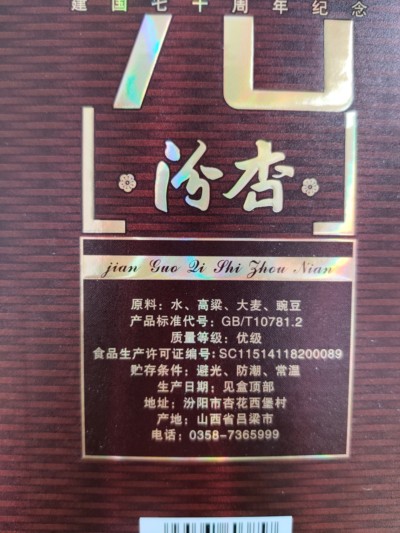 建国七十周年纪念
70
汾杏
jian Guo Qi Shi Zhou Nian
原料：水、高粱、大麦、豌豆
产品标准代号：GB/T10781.2
质量等级：优级
食品生产许可证编号：SC11514118200089
贮存条件：避光、防潮、常温
生产日期：见盒顶部
地址：汾阳市杏花西堡村
产地：山西省吕梁市
电话：0358-7365999